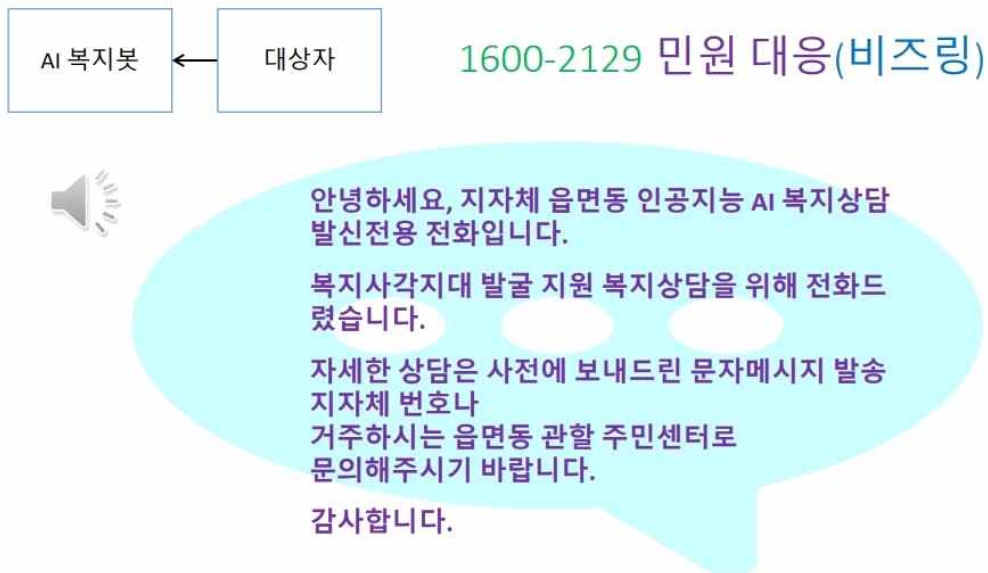 AI 복지봇
대상자
1600-2129 민원 대응(비즈링)
안녕하세요, 지자체 읍면동 인공지능 AI 복지상담
발신전용 전화입니다.
복지사각지대 발굴 지원 복지상담을 위해 전화드
렸습니다.
자세한 상담은 사전에 보내드린 문자메시지 발송
지자체 번호나
거주하시는 읍면동 관할 주민센터로
문의해주시기 바랍니다.
감사합니다.